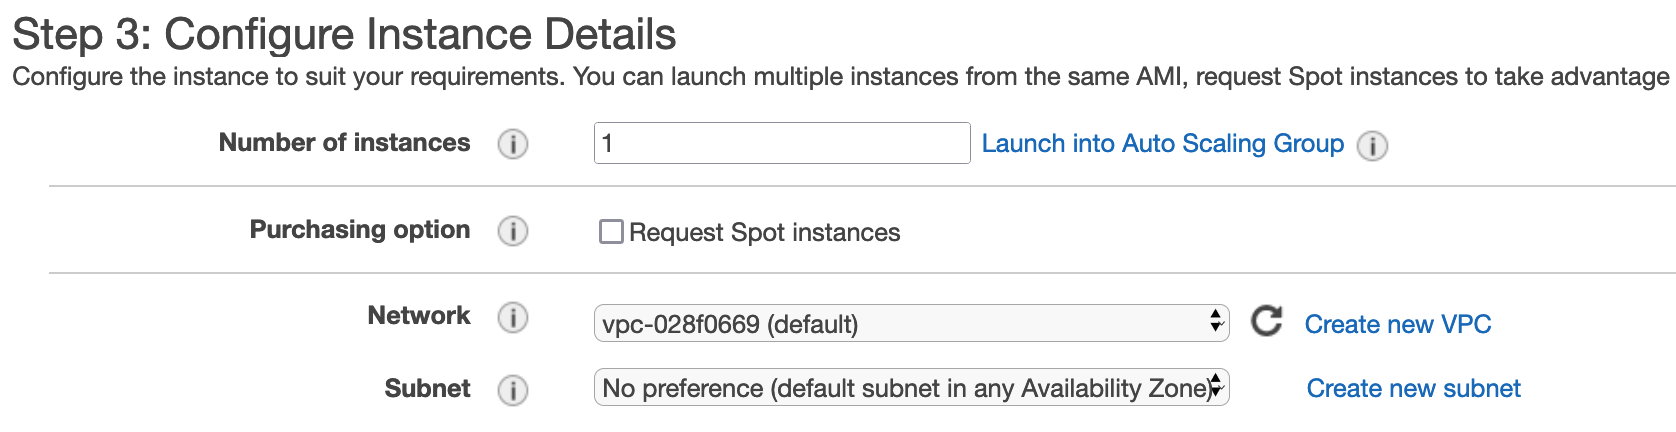 Step 3: Configure Instance Details
Configure the instance to suit your requirements. You can launch multiple instances from the same AMI, request Spot instances to take advantage
Number of instances 1 Launch into Auto Scaling Group
Purchasing option Request Spot instances
Network vpc-028f0669 (default) Create new VPC
Subnet No preference (default subnet in any Availability Zone) Create new subnet